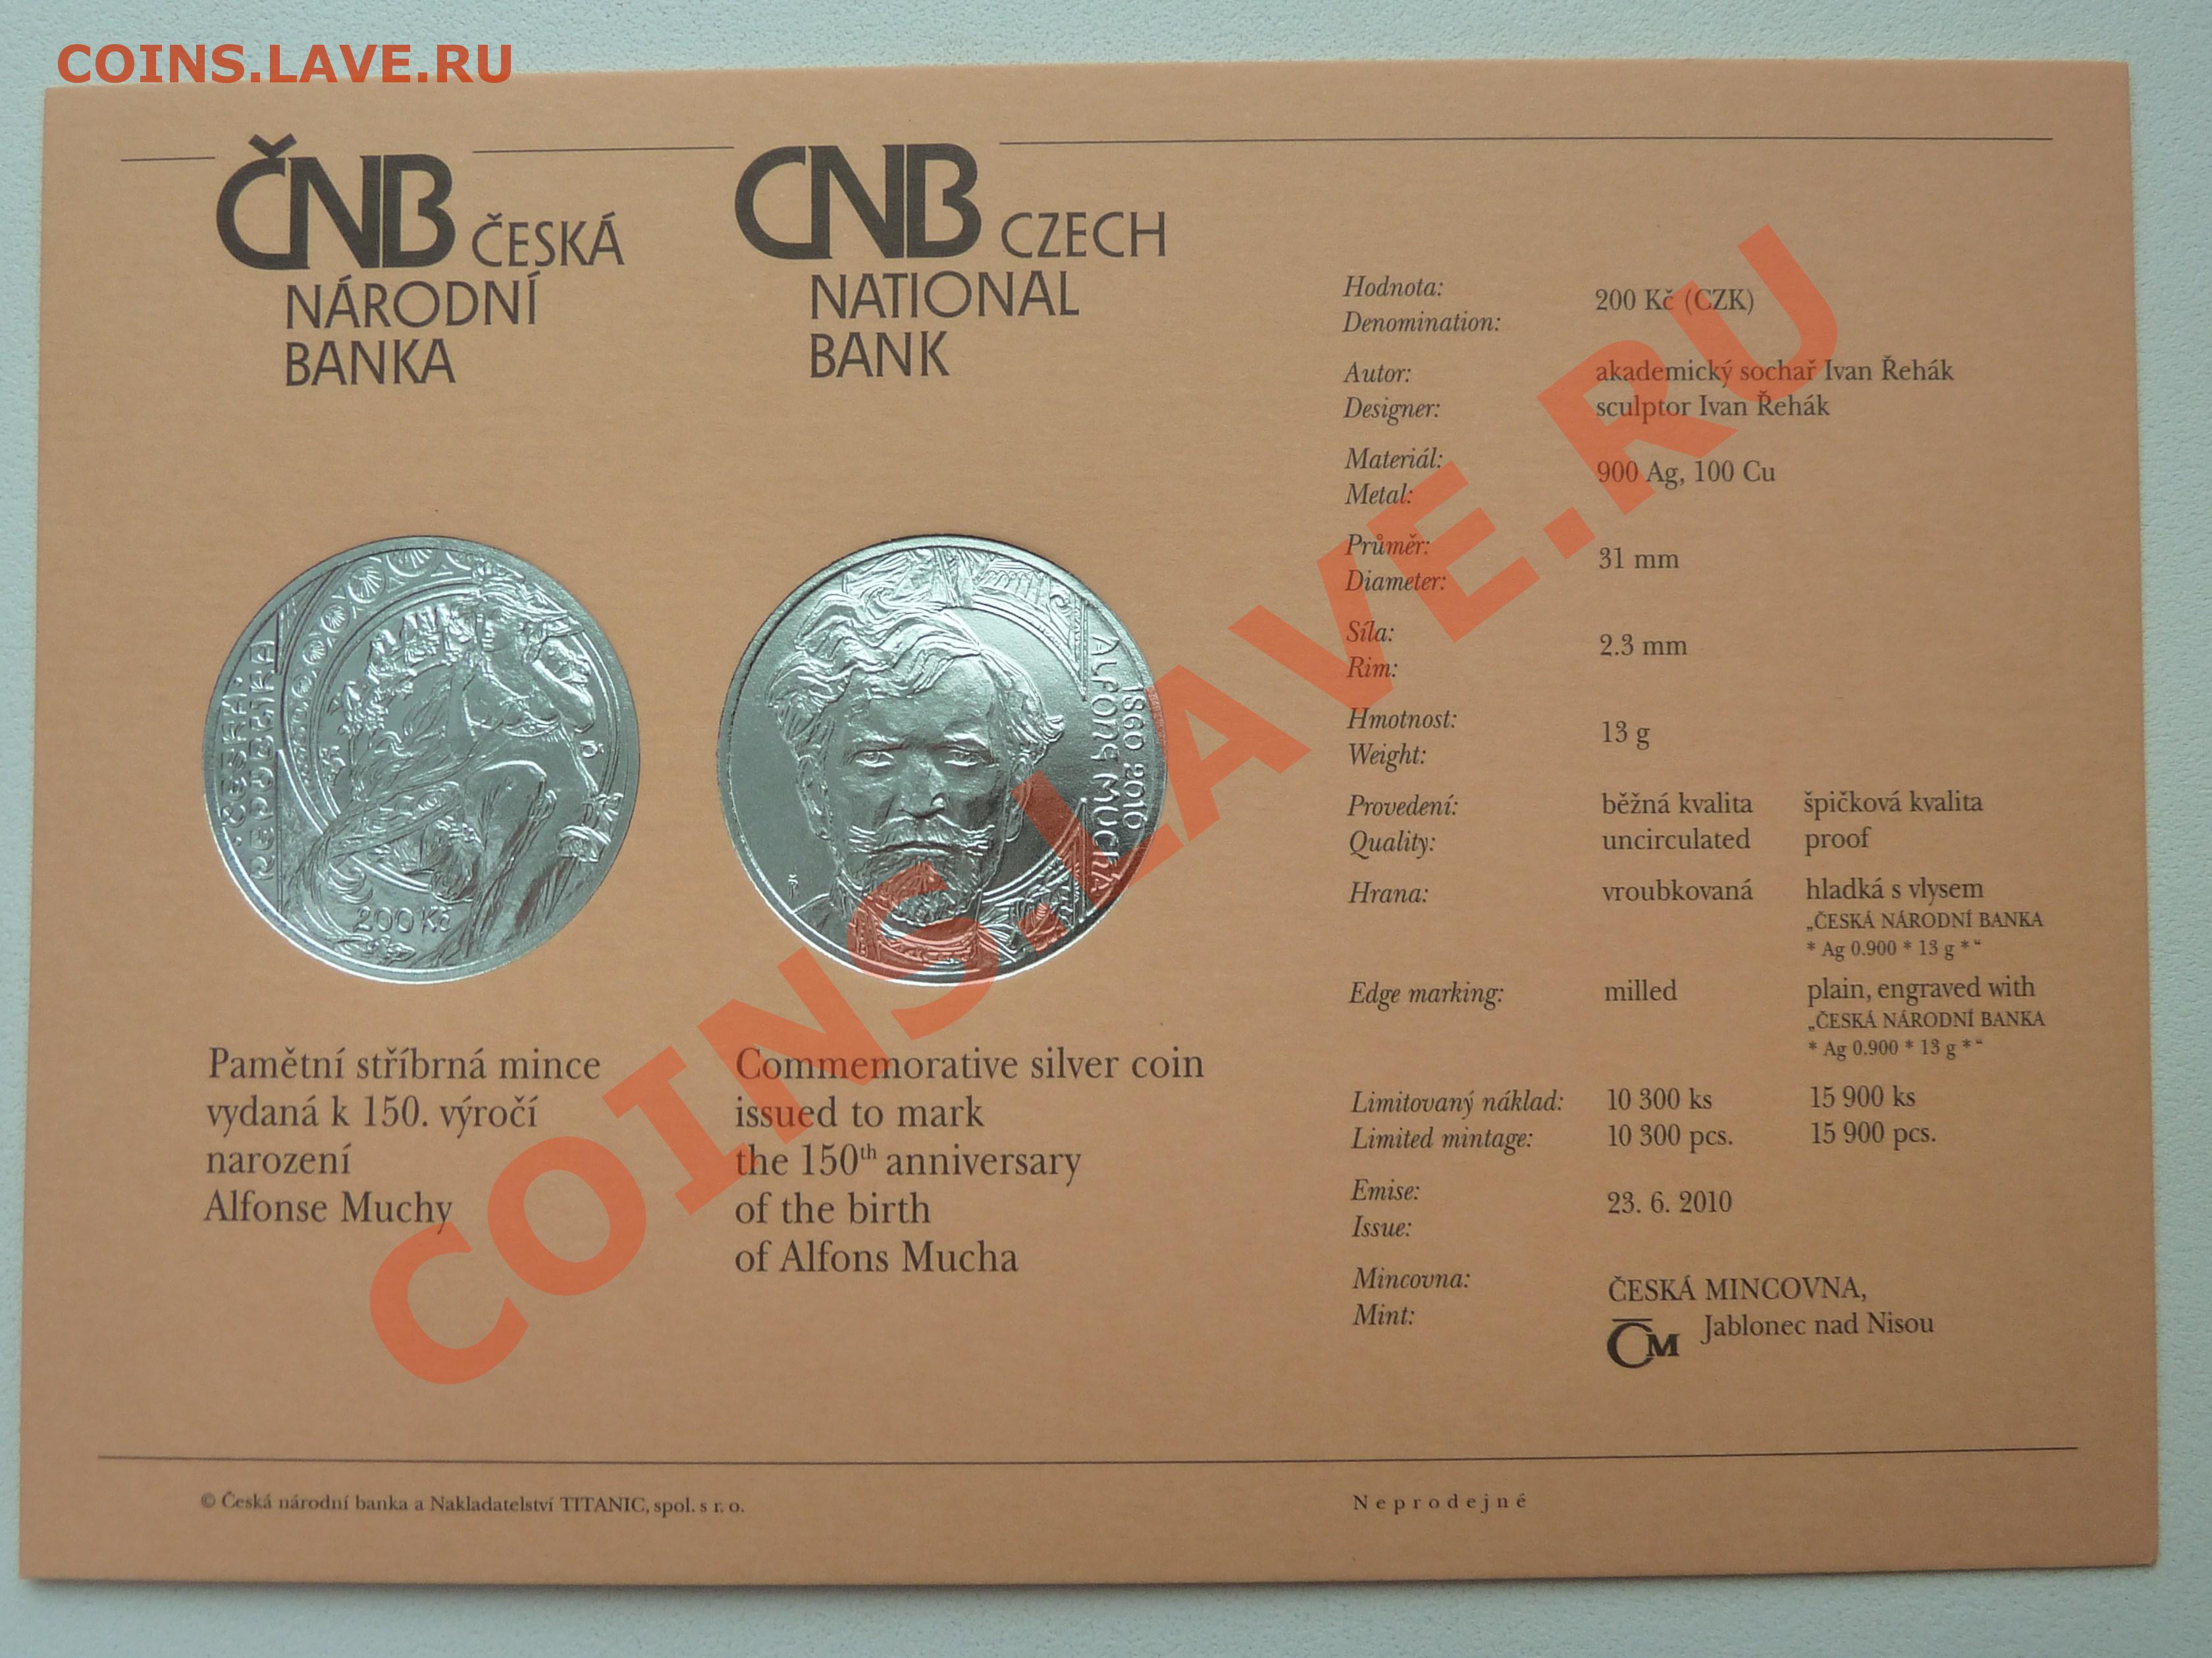 COINS.LAVE.RU
ČNB ČESKÁ
NÁRODNÍ
BANKA
CNB CZECH
NATIONAL
BANK
ČESKÁ
REPUBLIKA
200 Kč
1860 2010
Alfons Mucha
Pamětní stříbrná mince
vydaná k 150. výročí
narození
Alfonse Muchy
Commemorative silver coin
issued to mark
the 150th anniversary
of the birth
of Alfons Mucha
Hodnota:
Denomination: 200 Kč (CZK)
Autor: akademický sochař Ivan Řehák
Designer: sculptor Ivan Řehák
Materiál:
Metal: 900 Ag, 100 Cu
Průměr:
Diameter: 31 mm
Síla:
Rim: 2.3 mm
Hmotnost:
Weight: 13 g
Provedení: běžná kvalita špičková kvalita
Quality: uncirculated proof
Hrana: vroubkovaná hladká s vlysem
„ČESKÁ NÁRODNÍ BANKA
* Ag 0.900 * 13 g *“
Edge marking: milled plain, engraved with
„ČESKÁ NÁRODNÍ BANKA
* Ag 0.900 * 13 g *“
Limitovaný náklad: 10 300 ks 15 900 ks
Limited mintage: 10 300 pcs. 15 900 pcs.
Emise:
Issue: 23. 6. 2010
Mincovna: ČESKÁ MINCOVNA,
Mint: ČM Jablonec nad Nisou
© Česká národní banka a Nakladatelství TITANIC, spol. s r. o.
Neprodejné
COINS.LAVE.RU